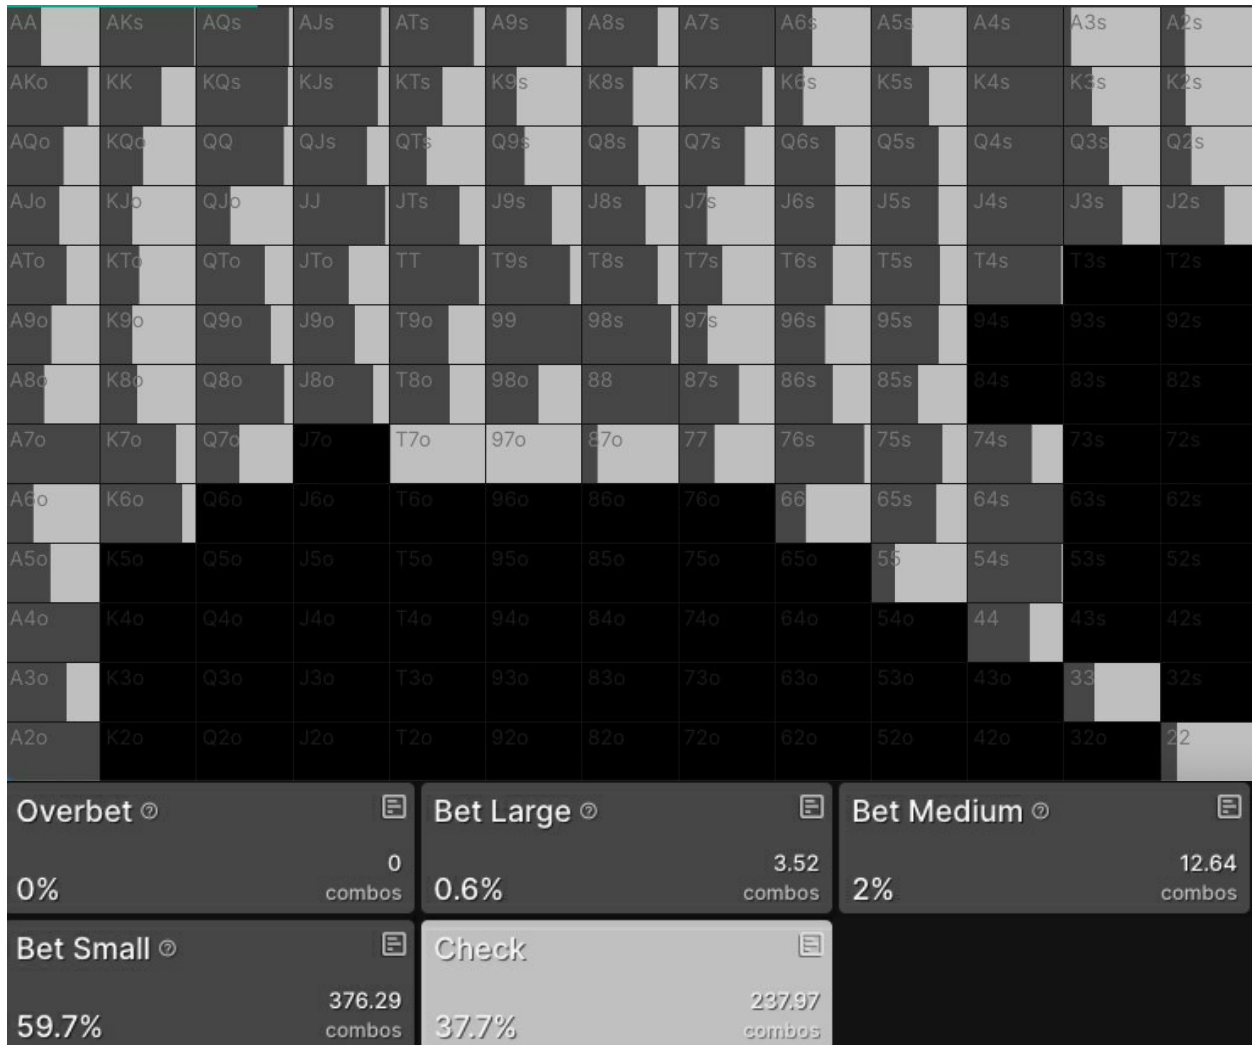 AA AKs AQs AJs ATs A9s A8s A7s A6s A5s A4s A3s A2s
AKo KK KQs KJs KTs K9s K8s K7s K6s K5s K4s K3s K2s
AQo KQo QQ QJs QTs Q9s Q8s Q7s Q6s Q5s Q4s Q3s Q2s
AJo KJo QJo JJ JTs J9s J8s J7s J6s J5s J4s J3s J2s
ATo KTo QTo JTo TT T9s T8s T7s T6s T5s T4s T3s T2s
A9o K9o Q9o J9o T9o 99 98s 97s 96s 95s 94s 93s 92s
A8o K8o Q8o J8o T8o 98o 88 87s 86s 85s 84s 83s 82s
A7o K7o Q7o J7o T7o 97o 87o 77 76s 75s 74s 73s 72s
A6o K6o Q6o J6o T6o 96o 86o 76o 66 65s 64s 63s 62s
A5o K5o Q5o J5o T5o 95o 85o 75o 65o 55 54s 53s 52s
A4o K4o Q4o J4o T4o 94o 84o 74o 64o 54o 44 43s 42s
A3o K3o Q3o J3o T3o 93o 83o 73o 63o 53o 43o 33 32s
A2o K2o Q2o J2o T2o 92o 82o 72o 62o 52o 42o 32o 22
Overbet ? Bet Large ? Bet Medium ?
0 3.52 12.64
0% combos 0.6% combos 2% combos
Bet Small ? Check
376.29 237.97
59.7% combos 37.7% combos